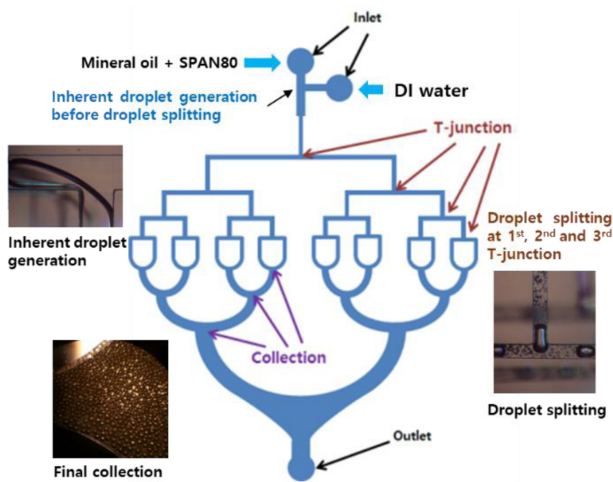 Inlet
Mineral oil + SPAN80
DI water
Inherent droplet generation
before droplet splitting
T-junction
Inherent droplet
generation
Droplet splitting
at 1st, 2nd and 3rd
T-junction
Collection
Droplet splitting
Outlet
Final collection